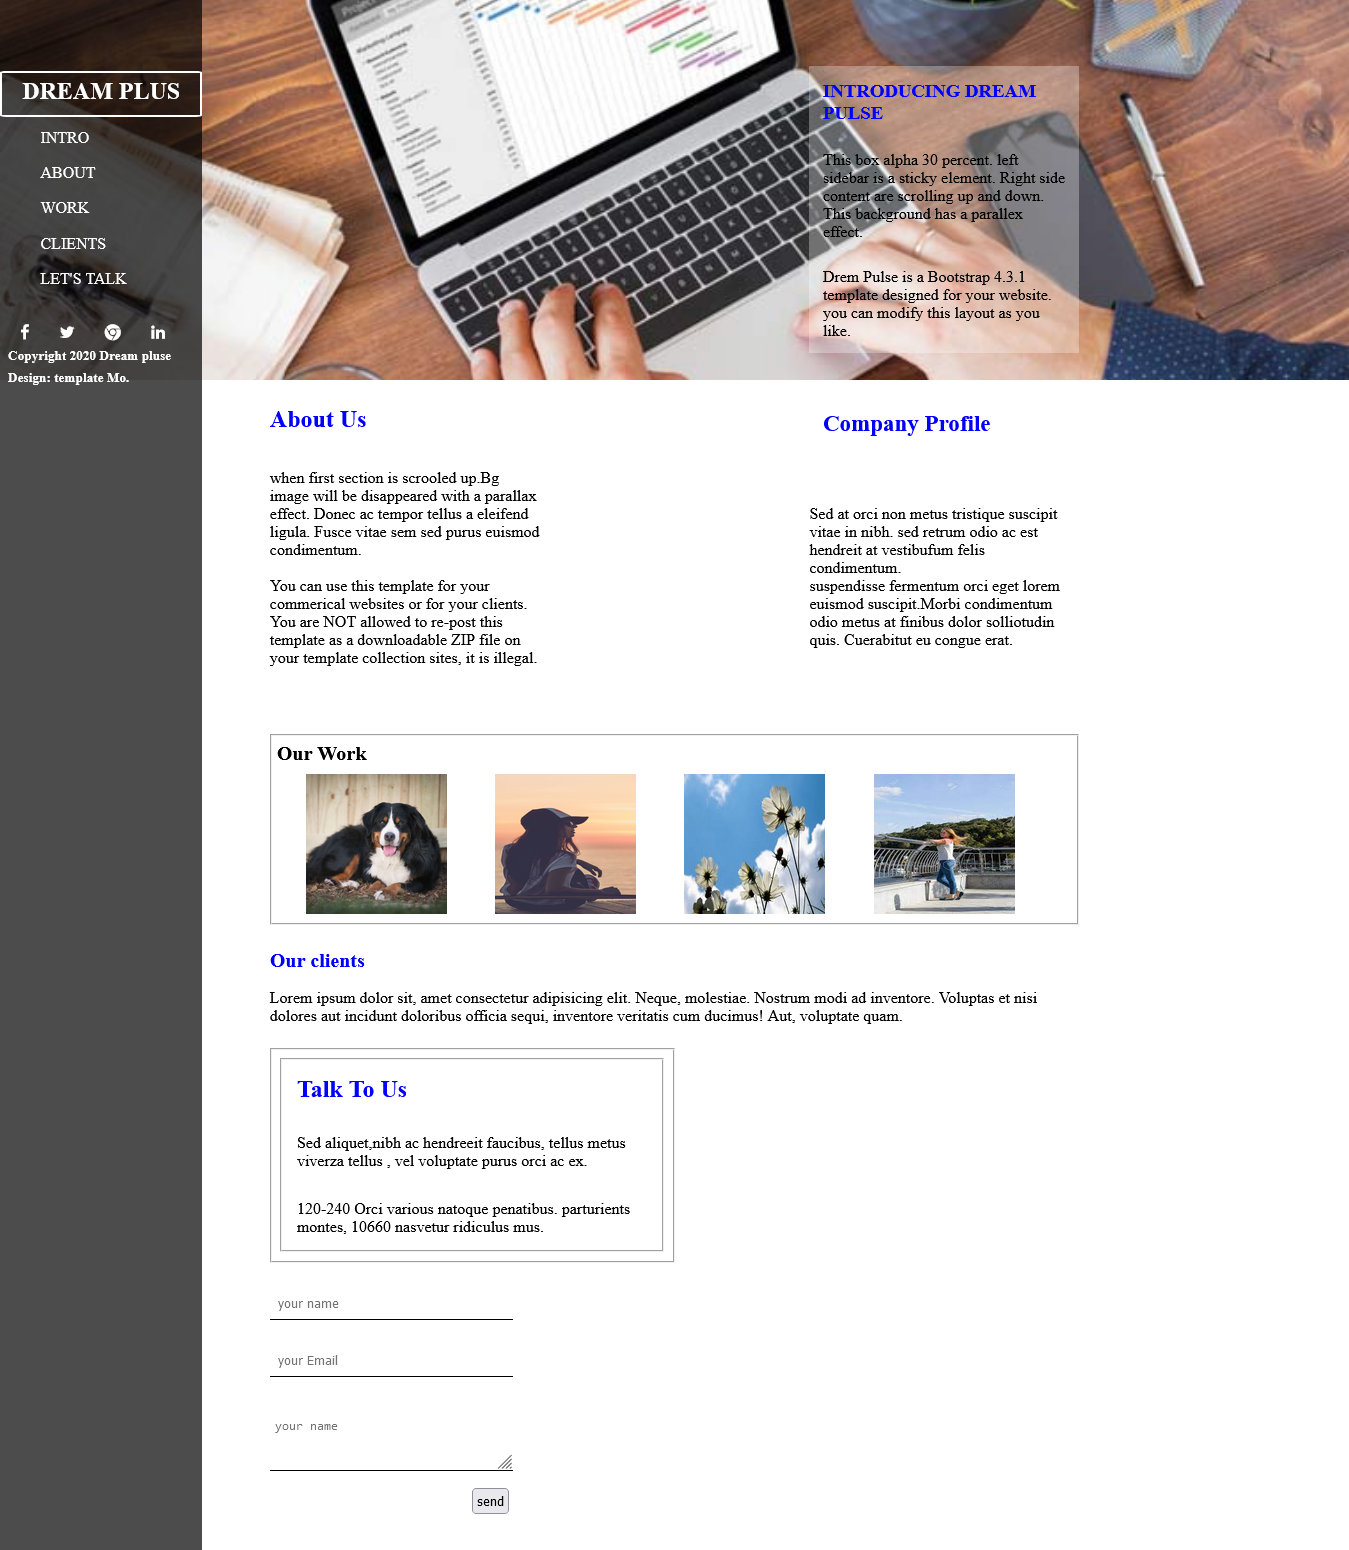 DREAM PLUS
INTRO
ABOUT
WORK
CLIENTS
LET'S TALK
Copyright 2020 Dream pluse
Design: template Mo.
INTRODUCING DREAM
PULSE
This box alpha 30 percent. left
sidebar is a sticky element. Right side
content are scrolling up and down.
This background has a parallex
effect.
Drem Pulse is a Bootstrap 4.3.1
template designed for your website.
you can modify this layout as you
like.
About Us
when first section is scrooled up.Bg
image will be disappeared with a parallax
effect. Donec ac tempor tellus a eleifend
ligula. Fusce vitae sem sed purus euismod
condimentum.
You can use this template for your
commerical websites or for your clients.
You are NOT allowed to re-post this
template as a downloadable ZIP file on
your template collection sites, it is illegal.
Company Profile
Sed at orci non metus tristique suscipit
vitae in nibh. sed retrum odio ac est
hendreit at vestibufum felis
condimentum.
suspendisse fermentum orci eget lorem
euismod suscipit.Morbi condimentum
odio metus at finibus dolor solliotudin
quis. Cuerabitut eu congue erat.
Our Work
Our clients
Lorem ipsum dolor sit, amet consectetur adipisicing elit. Neque, molestiae. Nostrum modi ad inventore. Voluptas et nisi
dolores aut incidunt doloribus officia sequi, inventore veritatis cum ducimus! Aut, voluptate quam.
Talk To Us
Sed aliquet,nibh ac hendreeit faucibus, tellus metus
viverza tellus , vel voluptate purus orci ac ex.
120-240 Orci various natoque penatibus. parturients
montes, 10660 nasvetur ridiculus mus.
your name
your Email
your name
send